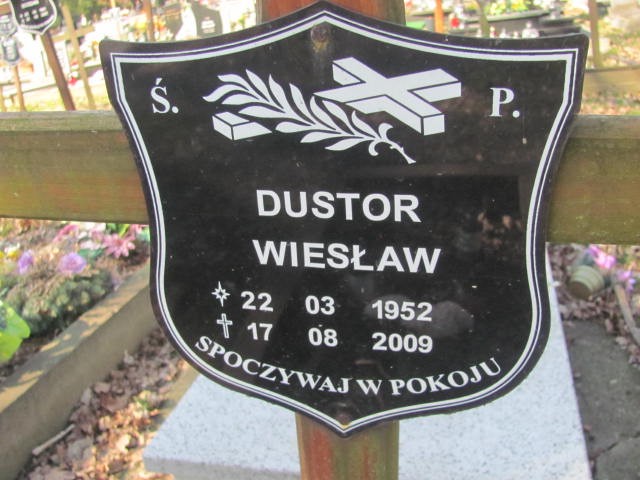 Ś. P.
DUSTOR
WIESŁAW
22 03 1952
17 08 2009
SPOCZYWAJ W POKOJU